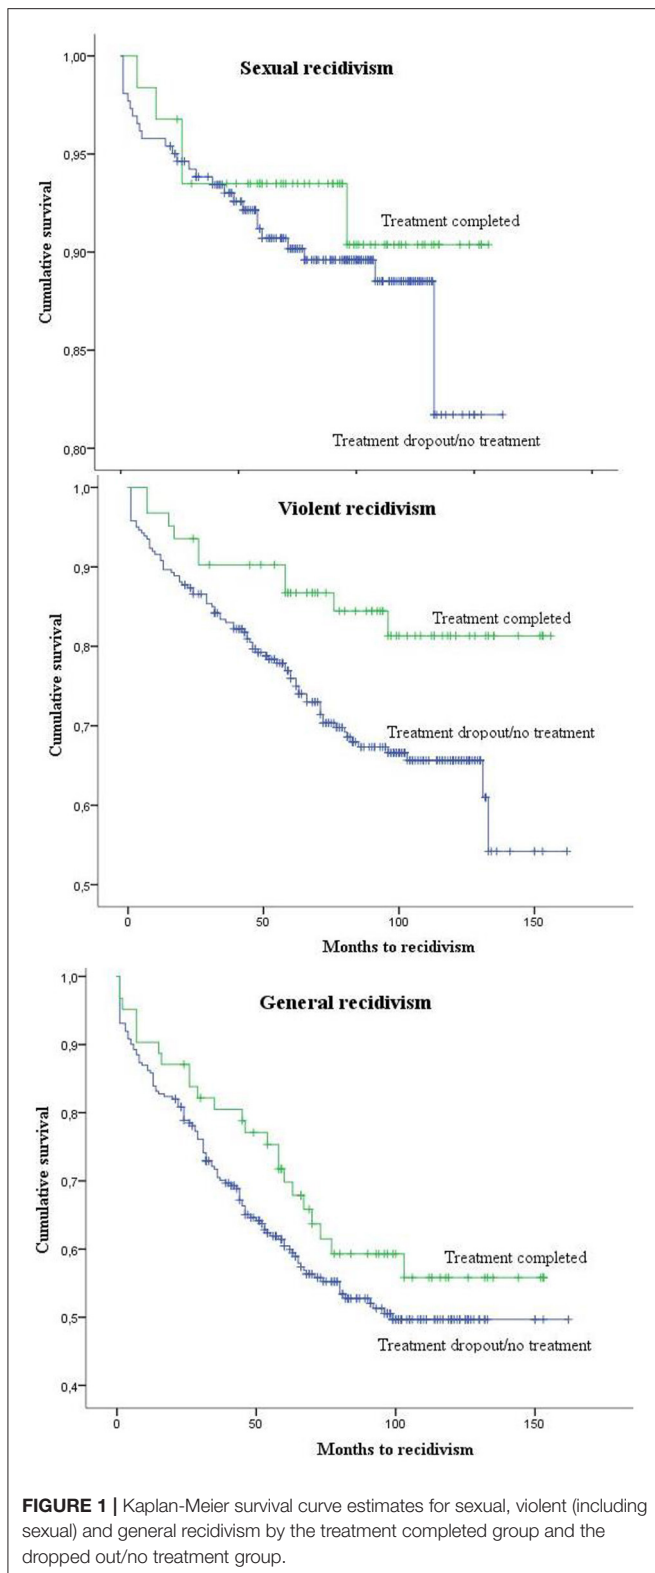 Sexual recidivism
1,00
0,95
0,90
0,85
0,80
Cumulative survival
Treatment completed
Treatment dropout/no treatment
Violent recidivism
1,0
0,9
0,8
0,7
0,6
0,5
Cumulative survival
Treatment completed
Treatment dropout/no treatment
0 50 100 150
Months to recidivism
General recidivism
1,0
0,9
0,8
0,7
0,6
0,5
0,4
Cumulative survival
Treatment completed
Treatment dropout/no treatment
0 50 100 150
Months to recidivism
FIGURE 1 | Kaplan-Meier survival curve estimates for sexual, violent (including
sexual) and general recidivism by the treatment completed group and the
dropped out/no treatment group.